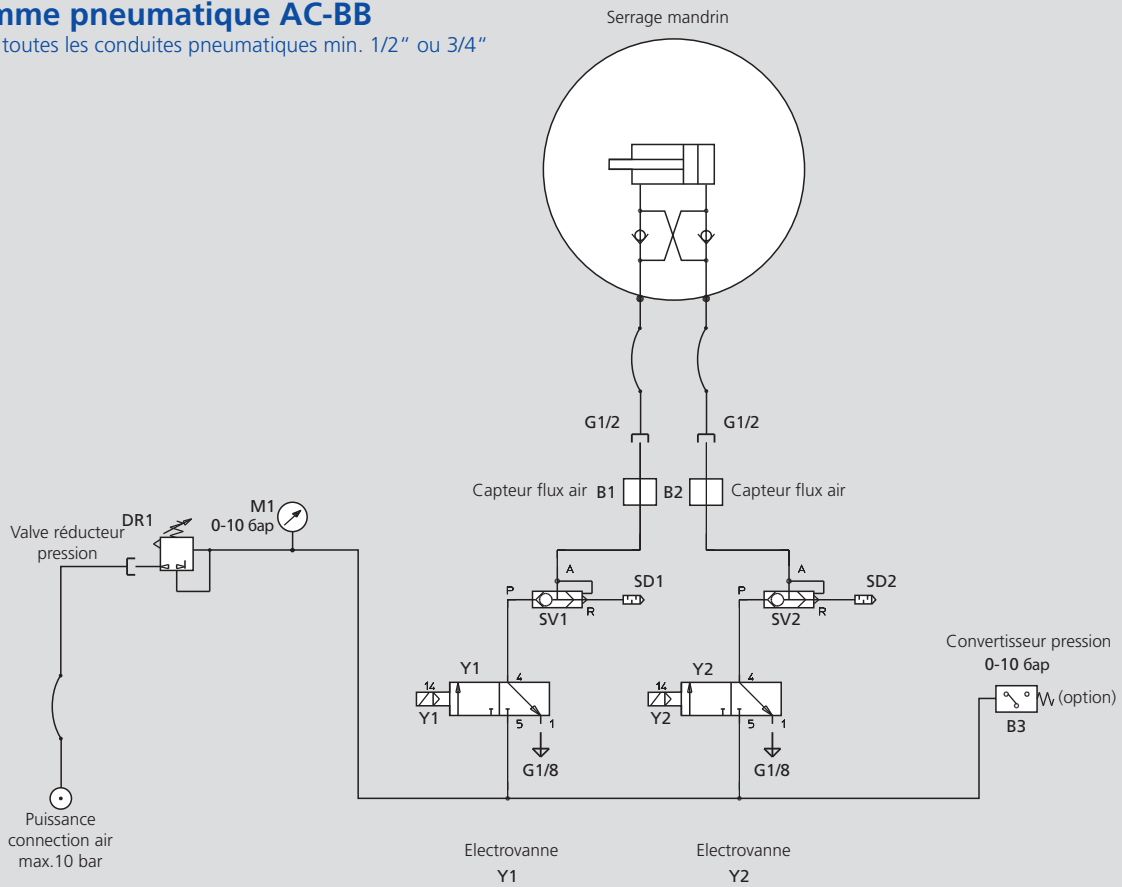 mme pneumatique AC-BB
toutes les conduites pneumatiques min. 1/2“ ou 3/4“
Serrage mandrin
G1/2
G1/2
Capteur flux air B1
B2 Capteur flux air
Valve réducteur
pression
DR1
M1
0-10 бар
A
P
R
SV1
SD1
A
P
R
SV2
SD2
Y1
14
Y1
4
5
1
G1/8
Y2
14
Y2
4
5
1
G1/8
Convertisseur pression
0-10 бар
(option)
B3
Puissance
connection air
max.10 bar
Electrovanne
Y1
Electrovanne
Y2